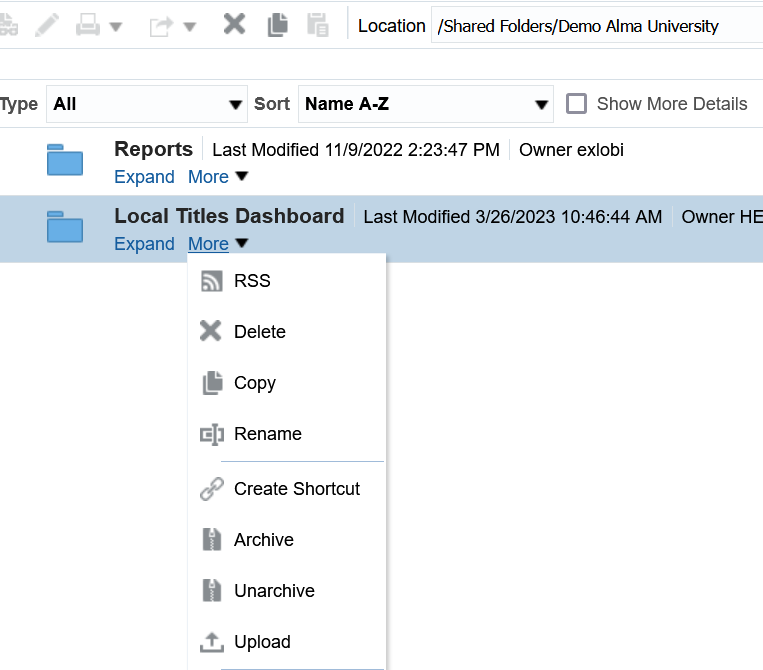 Location /Shared Folders/Demo Alma University
Type All Sort Name A-Z Show More Details
Reports Last Modified 11/9/2022 2:23:47 PM Owner exlobi
Expand More
Local Titles Dashboard Last Modified 3/26/2023 10:46:44 AM Owner HE
Expand More
RSS
Delete
Copy
Rename
Create Shortcut
Archive
Unarchive
Upload